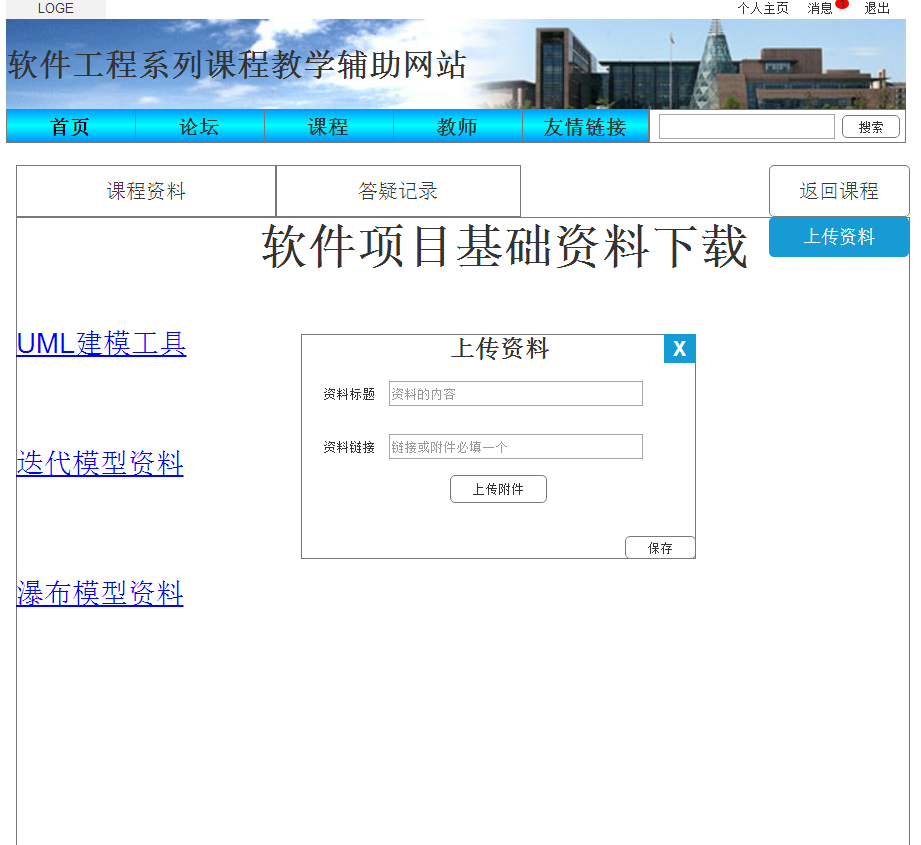 LOGE 个人主页 消息 1 退出
软件工程系列课程教学辅助网站
首页 论坛 课程 教师 友情链接 搜索
课程资料 答疑记录 返回课程
软件项目基础资料下载 上传资料
UML建模工具
上传资料 X
资料标题 资料的内容
资料链接 链接或附件必填一个
迭代模型资料
上传附件
保存
瀑布模型资料